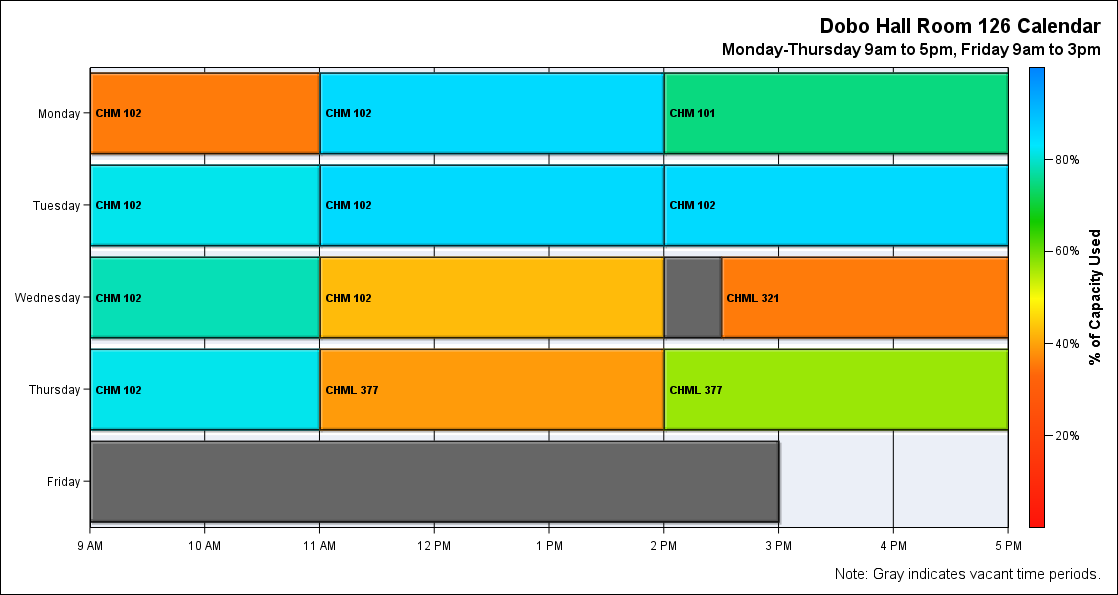 Dobo Hall Room 126 Calendar
Monday-Thursday 9am to 5pm, Friday 9am to 3pm
Monday
CHM 102
CHM 102
CHM 101
Tuesday
CHM 102
CHM 102
CHM 102
Wednesday
CHM 102
CHM 102
CHML 321
Thursday
CHM 102
CHML 377
CHML 377
Friday
80%
60%
40%
20%
% of Capacity Used
9 AM
10 AM
11 AM
12 PM
1 PM
2 PM
3 PM
4 PM
5 PM
Note: Gray indicates vacant time periods.